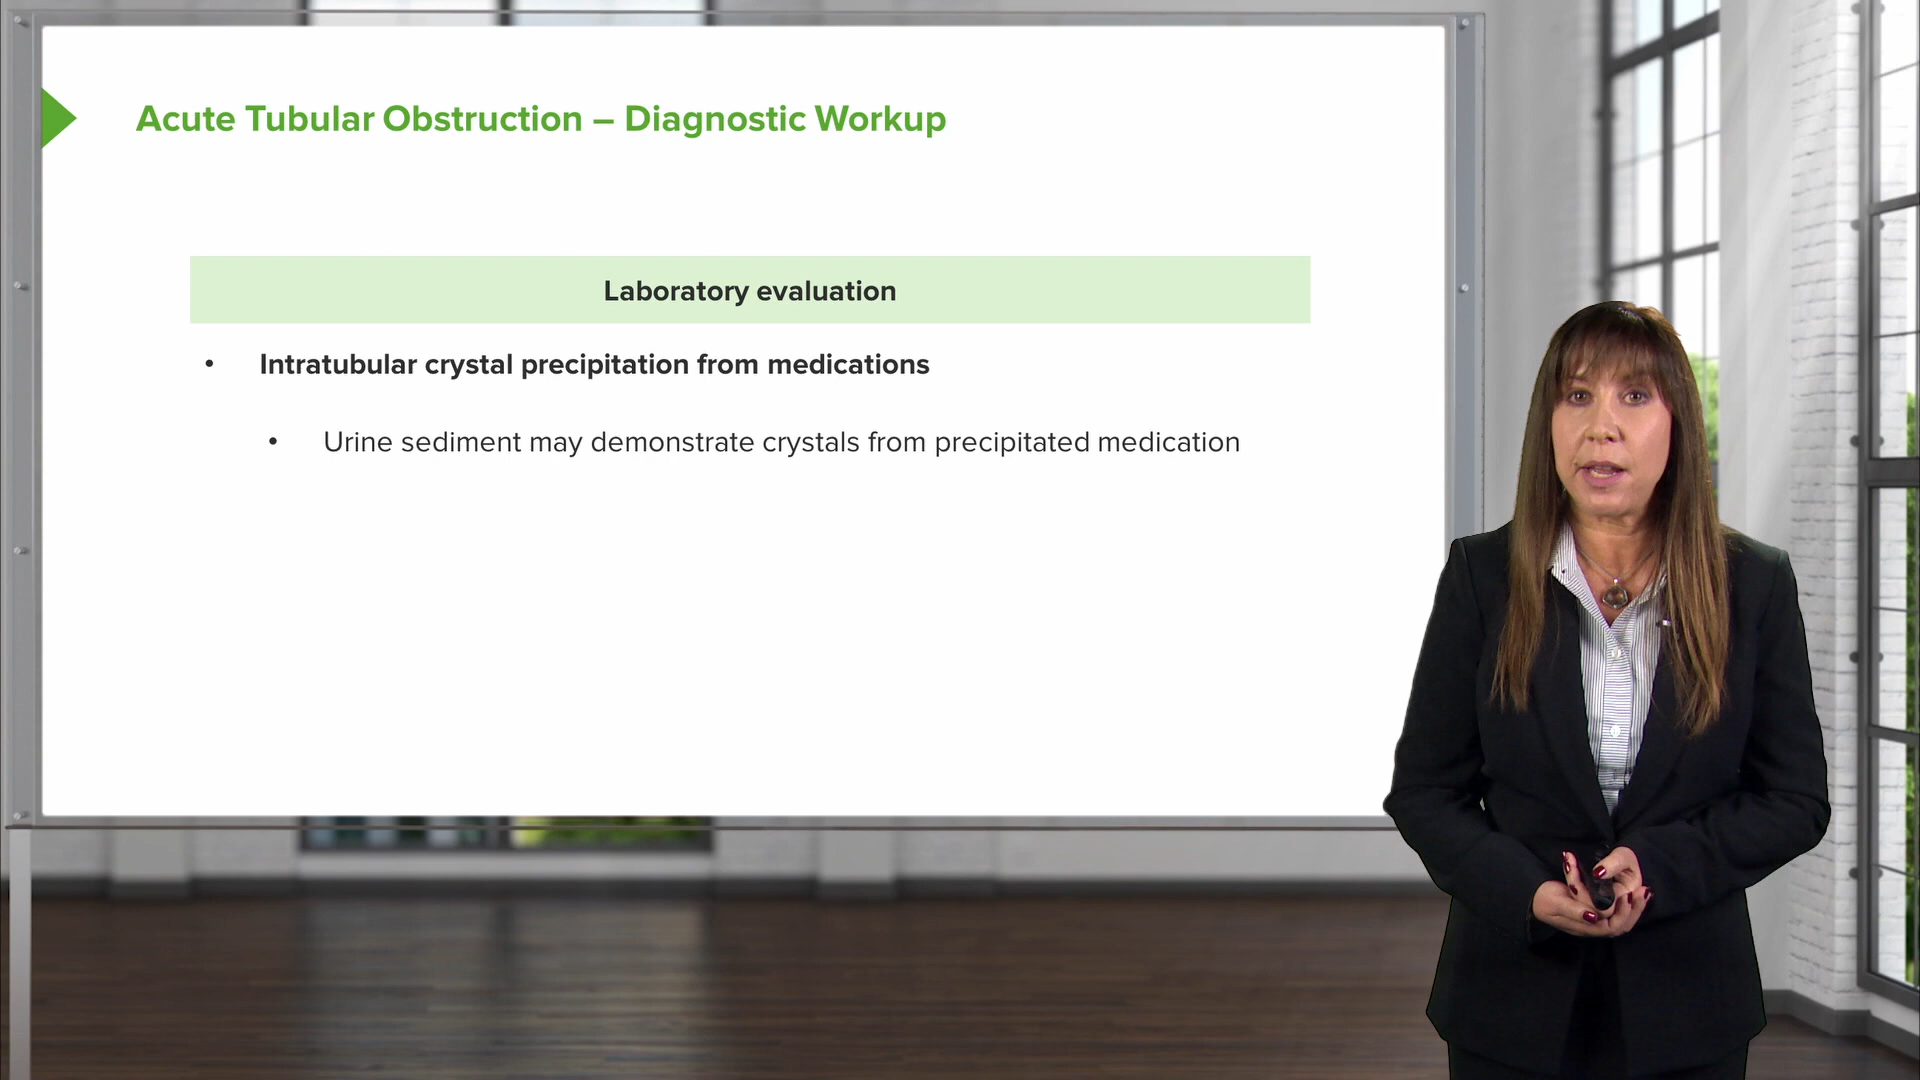 Acute Tubular Obstruction – Diagnostic Workup
Laboratory evaluation
• Intratubular crystal precipitation from medications
• Urine sediment may demonstrate crystals from precipitated medication